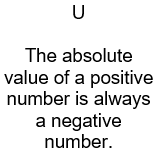 U
The absolute
value of a positive
number is always
a negative
number.